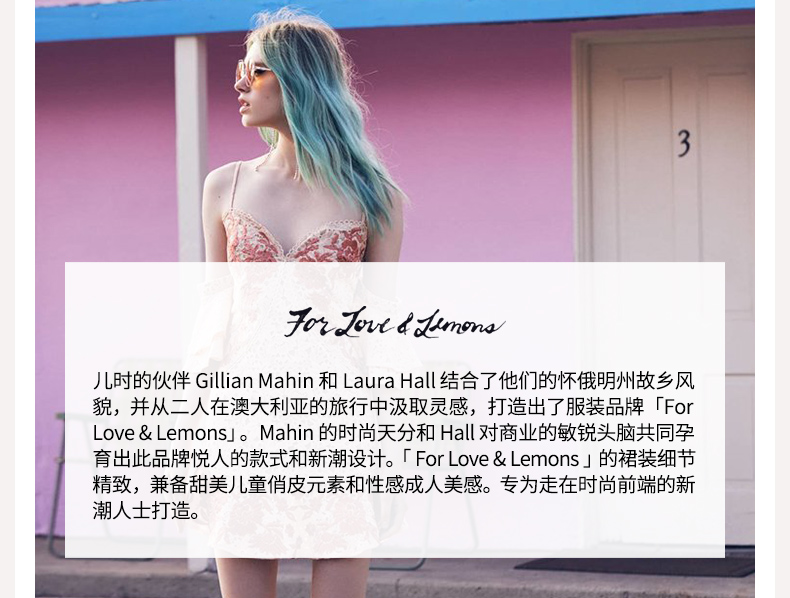 3
For Love & Lemons
儿时的伙伴 Gillian Mahin 和 Laura Hall 结合了他们的怀俄明州故乡风
貌，并从二人在澳大利亚的旅行中汲取灵感，打造出了服装品牌「For
Love & Lemons」。Mahin 的时尚天分和 Hall 对商业的敏锐头脑共同孕
育出此品牌悦人的款式和新潮设计。「 For Love & Lemons 」的裙装细节
精致，兼备甜美儿童俏皮元素和性感成人美感。专为走在时尚前端的新
潮人士打造。